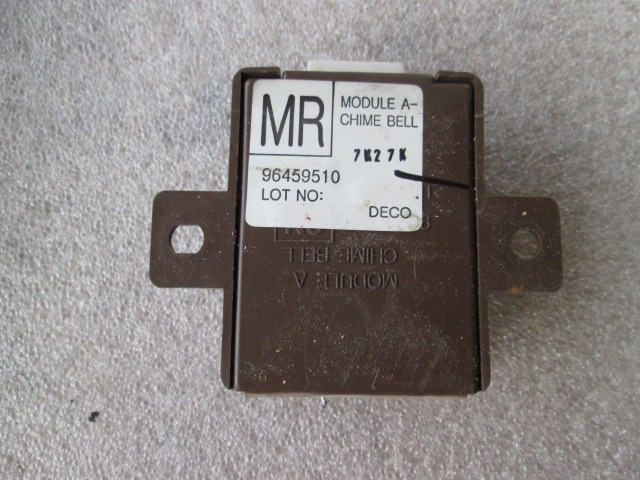 MR
MODULE A-
CHIME BELL
7K27K
96459510
LOT NO:
DECO
MODULE A-
CHIME BELL